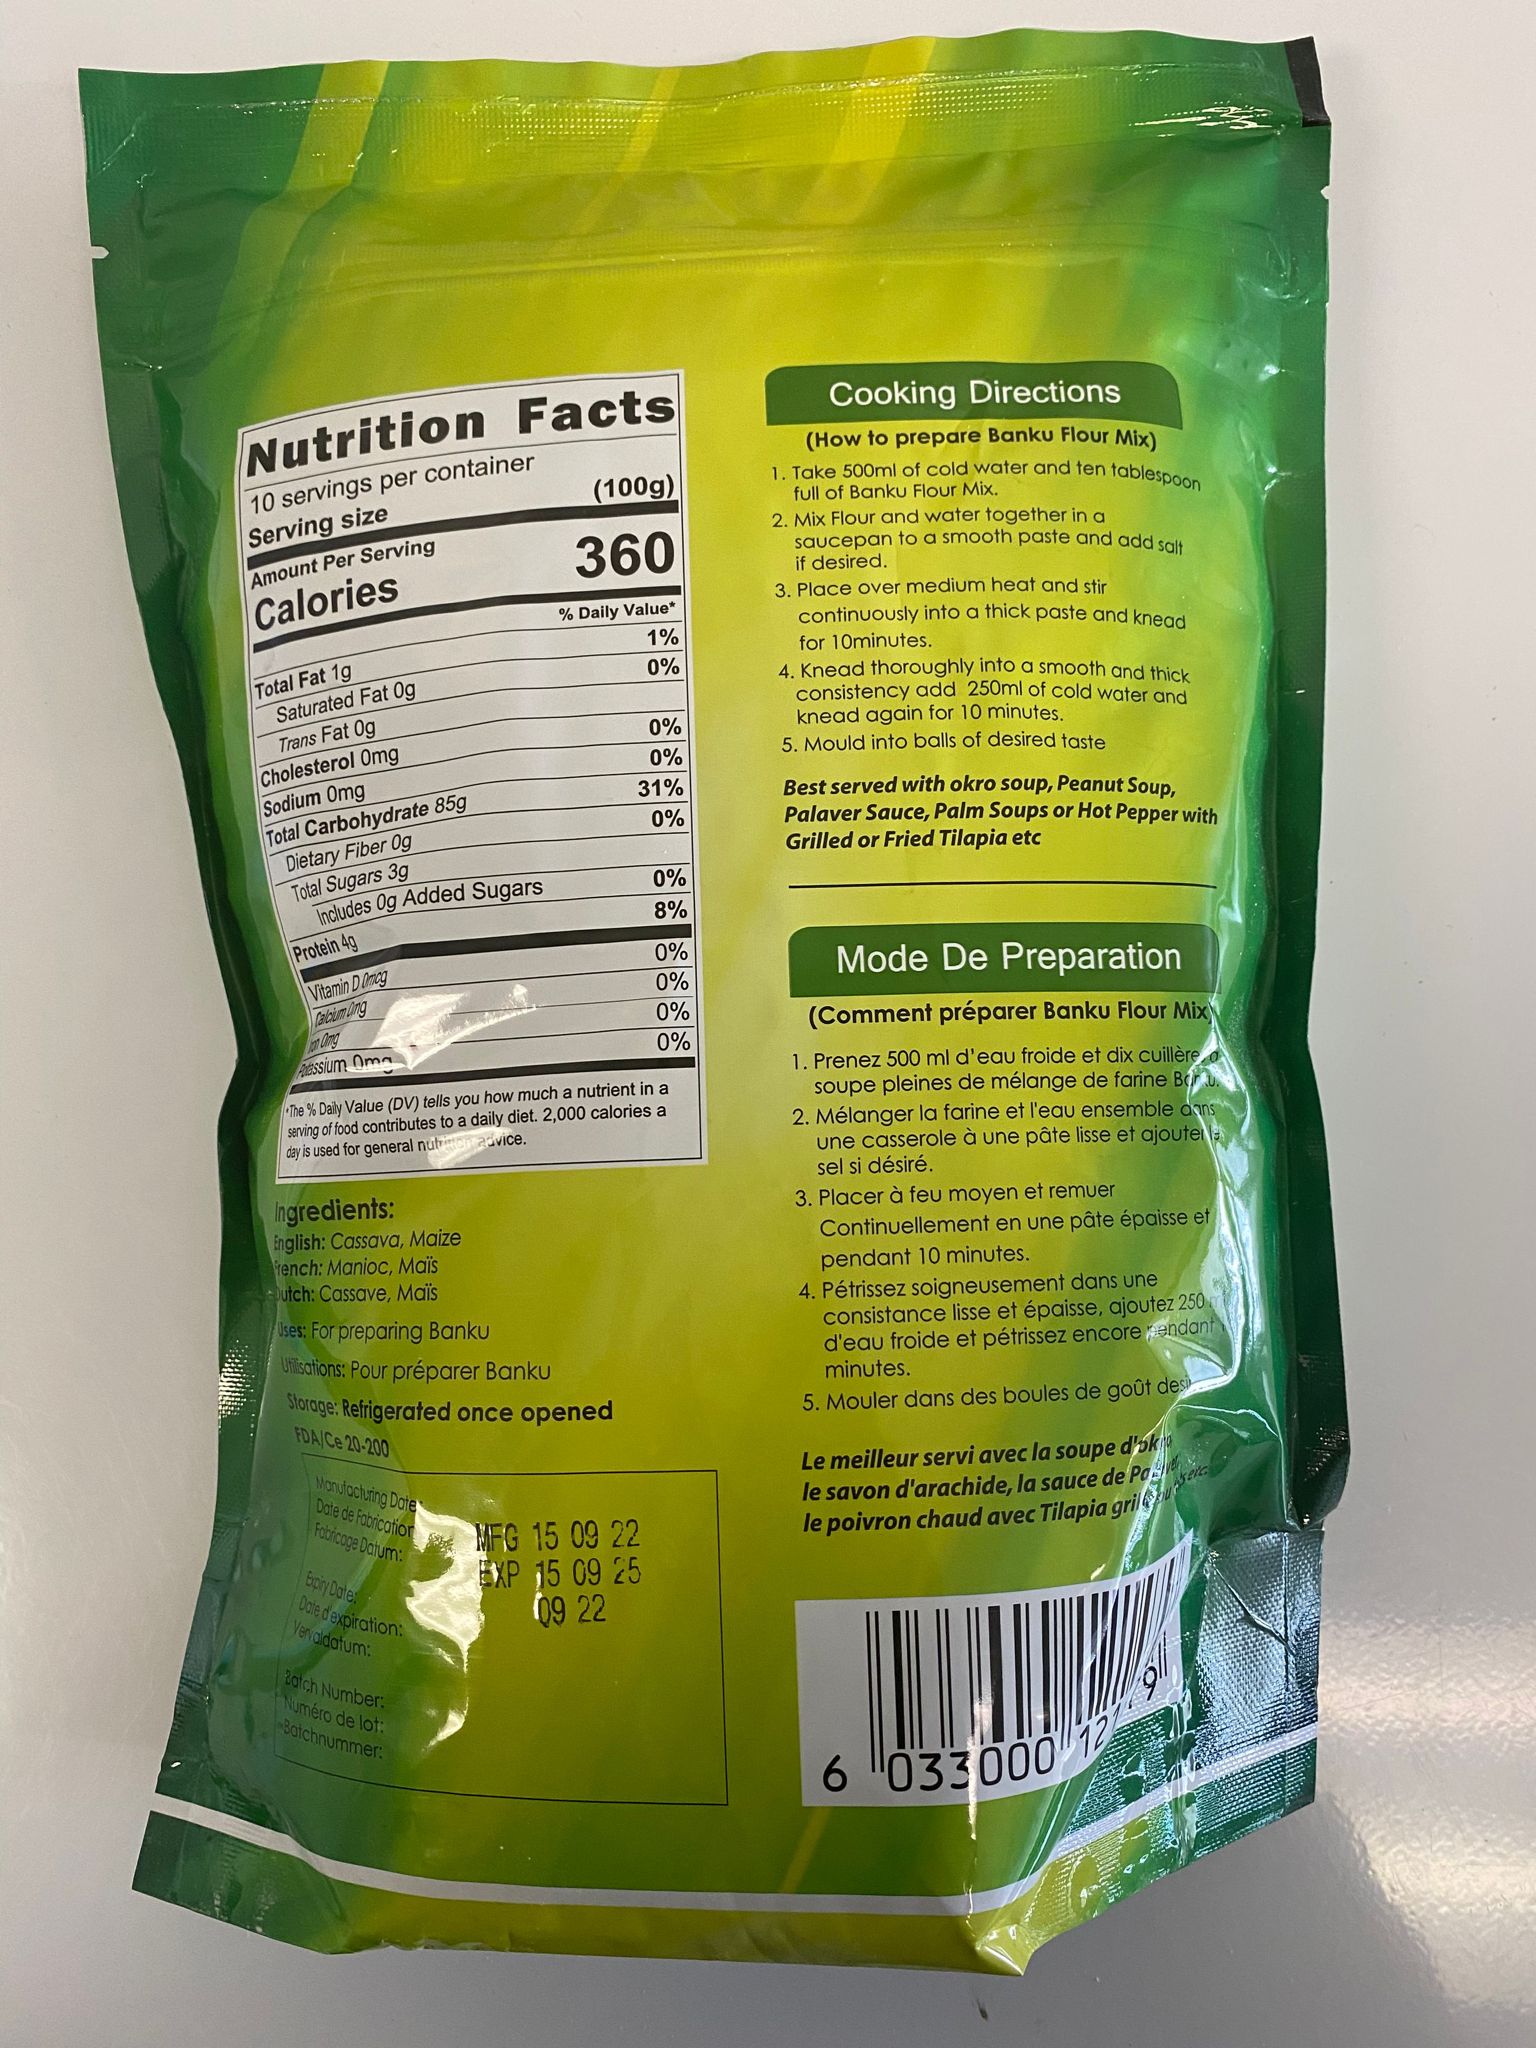 Nutrition Facts
10 servings per container
Serving size (100g)
Amount Per Serving
Calories 360
% Daily Value*
Total Fat 1g 1%
Saturated Fat 0g 0%
Trans Fat 0g
Cholesterol 0mg 0%
Sodium 0mg 0%
Total Carbohydrate 85g 31%
Dietary Fiber 0g 0%
Total Sugars 3g
Includes 0g Added Sugars 0%
Protein 4g 8%
Vitamin D 0mcg 0%
Calcium 0mg 0%
Iron 0mg 0%
Potassium 0mg 0%
*The % Daily Value (DV) tells you how much a nutrient in a
serving of food contributes to a daily diet. 2,000 calories a
day is used for general nutrition advice.
Ingredients:
English: Cassava, Maize
French: Manioc, Maïs
Dutch: Cassave, Maïs
Uses: For preparing Banku
Utilisations: Pour préparer Banku
Storage: Refrigerated once opened
FDA/Ce 20-200
Manufacturing Date:
Date de Fabrication
Fabricage Datum:
MFG 15 09 22
EXP 15 09 25
09 22
Expiry Date:
Date d'expiration:
Vervaldatum:
Batch Number:
Numéro de lot:
Batchnummer:
Cooking Directions
(How to prepare Banku Flour Mix)
1. Take 500ml of cold water and ten tablespoon
full of Banku Flour Mix.
2. Mix Flour and water together in a
saucepan to a smooth paste and add salt
if desired.
3. Place over medium heat and stir
continuously into a thick paste and knead
for 10minutes.
4. Knead thoroughly into a smooth and thick
consistency add 250ml of cold water and
knead again for 10 minutes.
5. Mould into balls of desired taste
Best served with okro soup, Peanut Soup,
Palaver Sauce, Palm Soups or Hot Pepper with
Grilled or Fried Tilapia etc
Mode De Preparation
(Comment préparer Banku Flour Mix)
1. Prenez 500 ml d'eau froide et dix cuillère
soupe pleines de mélange de farine Banku.
2. Mélanger la farine et l'eau ensemble dans
une casserole à une pâte lisse et ajouter le
sel si désiré.
3. Placer à feu moyen et remuer
Continuellement en une pâte épaisse et
pendant 10 minutes.
4. Pétrissez soigneusement dans une
consistance lisse et épaisse, ajoutez 250
d'eau froide et pétrissez encore pendant
minutes.
5. Mouler dans des boules de goût
Le meilleur servi avec la soupe d'okro
le savon d'arachide, la sauce de
le poivron chaud avec Tilapia etc.
6 033000